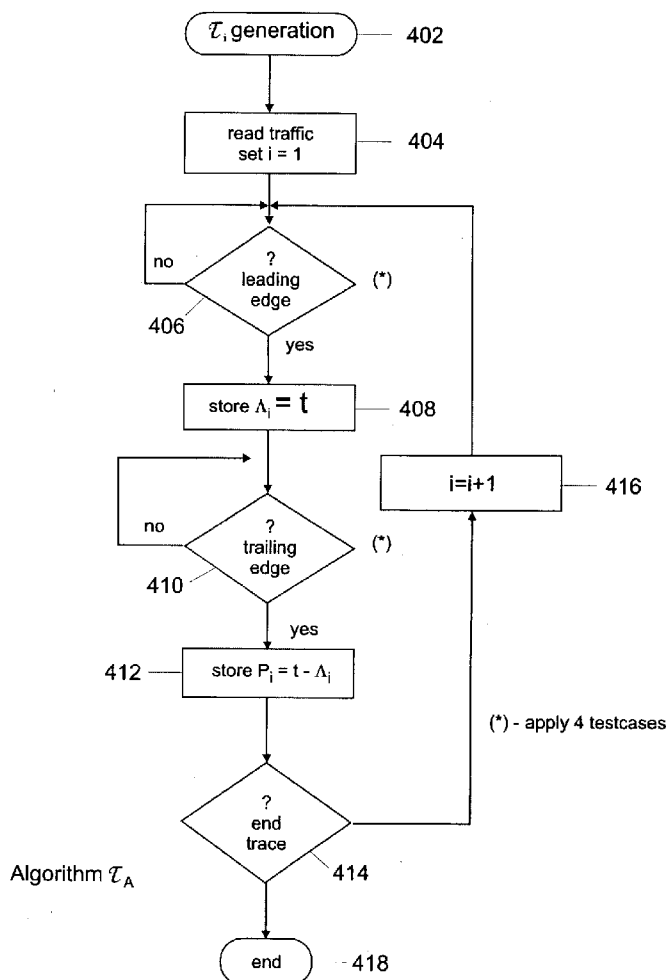 𝒯i generation
402
read traffic
set i = 1
404
no
?
leading
edge
(*)
406
yes
store Λi = t
408
i=i+1
416
no
?
trailing
edge
(*)
410
yes
412
store Pi = t - Λi
(*) - apply 4 testcases
?
end
trace
414
Algorithm 𝒯A
end
418